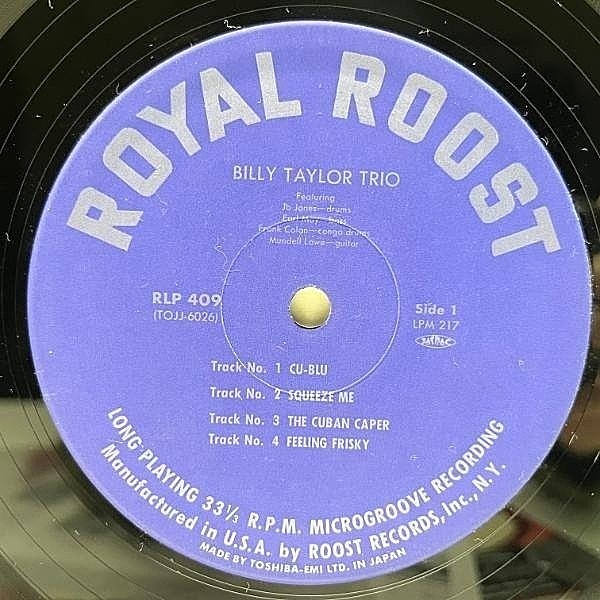 ROYAL ROOST
BILLY TAYLOR TRIO
Featuring
Jo Jones—drums
Earl May—bass
Frank Colon—conga drums
Mundell Lowe—guitar
RLP 409
(TOJJ-6026)
Side 1
LPM 217
JASRAC
Track No. 1 CU-BLU
Track No. 2 SQUEEZE ME
Track No. 3 THE CUBAN CAPER
Track No. 4 FEELING FRISKY
LONG PLAYING 33⅓ R.P.M. MICROGROOVE RECORDING
Manufactured in U.S.A. by ROOST RECORDS, Inc., N.Y.
MADE BY TOSHIBA-EMI LTD. IN JAPAN